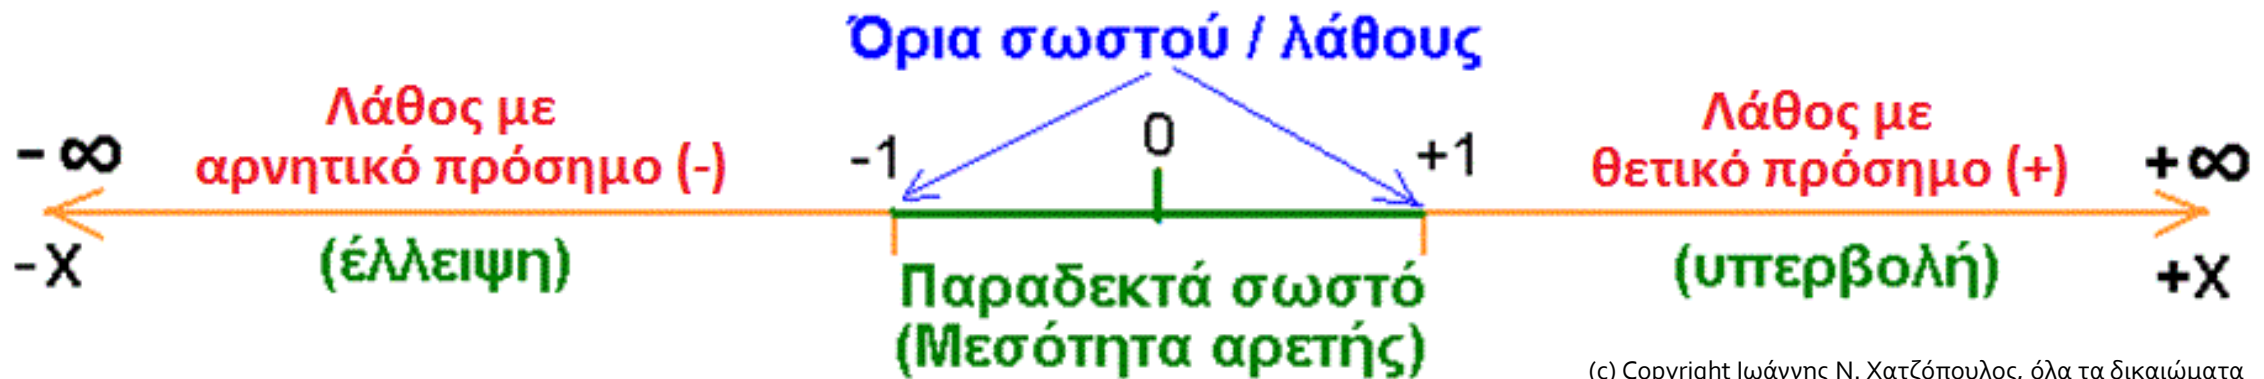 Όρια σωστού / λάθους
Λάθος με
αρνητικό πρόσημο (-)
Λάθος με
θετικό πρόσημο (+)
- ∞
-1
0
+1
+ ∞
-X
(έλλειψη)
Παραδεκτά σωστό
(Μεσότητα αρετής)
(υπερβολή)
+X
(c) Copyright Ιωάννης Ν. Χατζόπουλος, όλα τα δικαιώματα